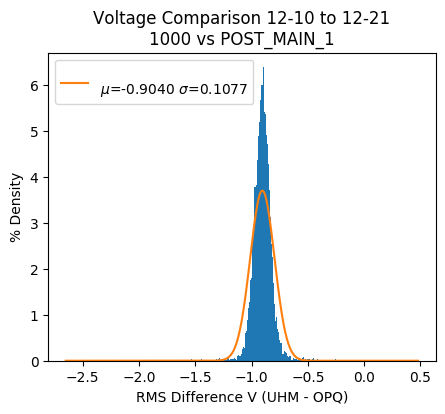 Voltage Comparison 12-10 to 12-21
1000 vs POST_MAIN_1
μ=-0.9040 σ=0.1077
% Density
6
5
4
3
2
1
0
−2.5 −2.0 −1.5 −1.0 −0.5 0.0 0.5
RMS Difference V (UHM - OPQ)